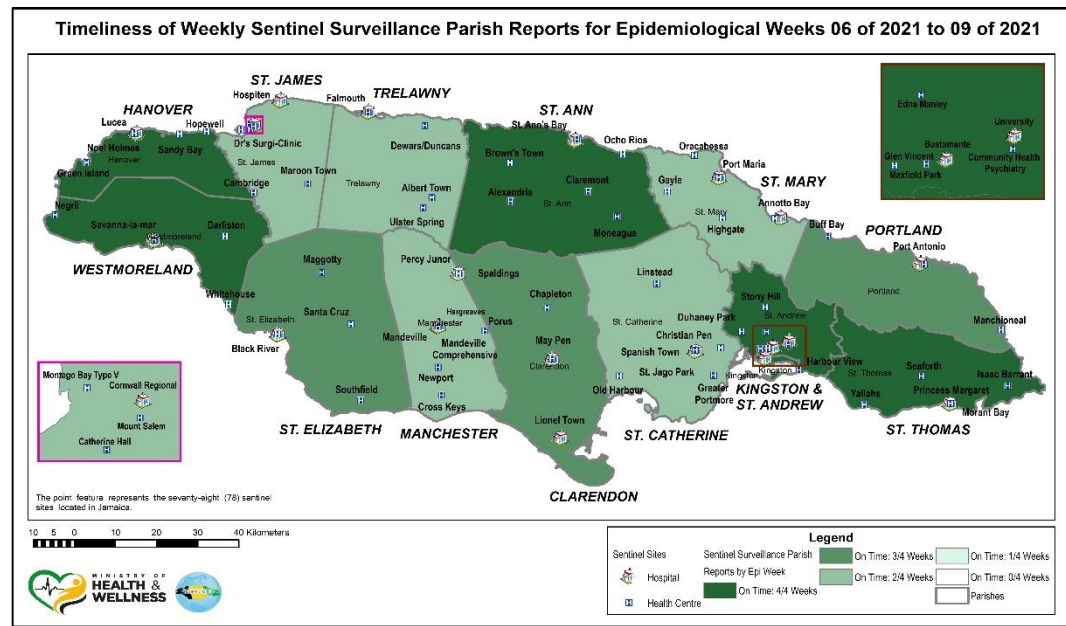 Timeliness of Weekly Sentinel Surveillance Parish Reports for Epidemiological Weeks 06 of 2021 to 09 of 2021
ST. JAMES
TRELAWNY
HANOVER
ST. ANN
Hospiten
Falmouth
Lucea
Hopewell
St. Ann's Bay
Ocho Rios
Oracabessa
Port Maria
ST. MARY
Noel Holmes
Hanover
Sandy Bay
Green Island
Dr's Surgi-Clinic
St. James
Maroon Town
Cambridge
Dewars/Duncans
Trelawny
Albert Town
Ulster Spring
Brown's Town
Alexandria
Claremont
St. Ann
Moneague
Gayle
St. Mary
Highgate
Annotto Bay
Buff Bay
PORTLAND
Port Antonio
Portland
Manchioneal
Negril
Savanna-la-mar
Westmoreland
Darliston
WESTMORELAND
Whitehouse
Maggotty
St. Elizabeth
Santa Cruz
Black River
Southfield
ST. ELIZABETH
Percy Junor
Hargreaves
Manchester
Mandeville
Mandeville
Comprehensive
Porus
Newport
Cross Keys
MANCHESTER
Spaldings
Chapleton
May Pen
Clarendon
Lionel Town
CLARENDON
Linstead
St. Catherine
Christian Pen
Spanish Town
St. Jago Park
Old Harbour
Greater
Portmore
ST. CATHERINE
Stony Hill
St. Andrew
Duhaney Park
Kingston
Harbour View
KINGSTON &
ST. ANDREW
St. Thomas
Seaforth
Isaac Barrant
Princess Margaret
Yallahs
Morant Bay
ST. THOMAS
Edna Manley
University
Bustamante
Glen Vincent
Community Health
Psychiatry
Maxfield Park
Montego Bay Type V
Cornwall Regional
Mount Salem
Catherine Hall
The point featura represents the seventy-eight (78) sentinel
sites located in Jamaica.
10 5 0 10 20 30 40 Kilometers
MINISTRY OF
HEALTH &
WELLNESS
Legend
Sentinel Sites
Hospital
Health Centre
Sentinel Surveillance Parish
Reports by Epi Week
On Time: 4/4 Weeks
On Time: 3/4 Weeks
On Time: 2/4 Weeks
On Time: 1/4 Weeks
On Time: 0/4 Weeks
Parishes